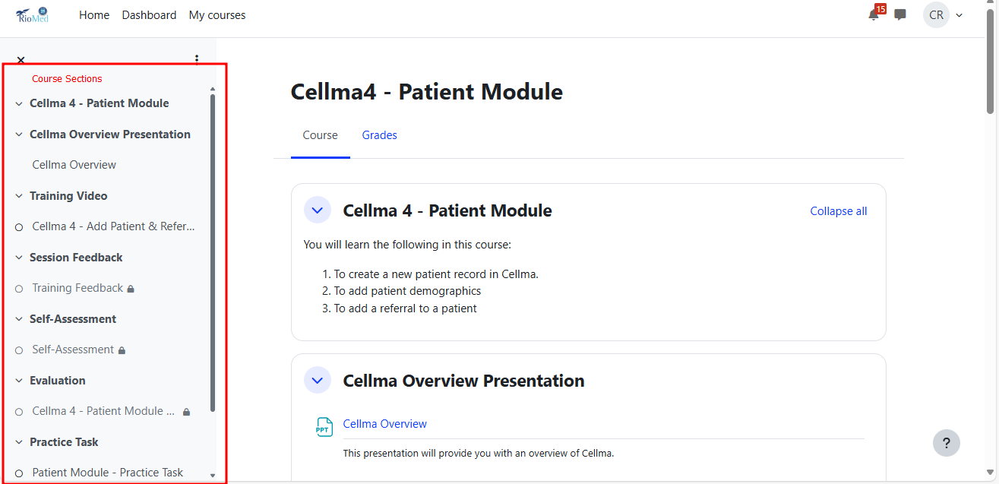 RioMed
25
Home Dashboard My courses
15
CR
Course Sections
Cellma 4 - Patient Module
Cellma Overview Presentation
Cellma Overview
Training Video
Cellma 4 - Add Patient & Refer...
Session Feedback
Training Feedback
Self-Assessment
Self-Assessment
Evaluation
Cellma 4 - Patient Module ...
Practice Task
Patient Module - Practice Task
Cellma4 - Patient Module
Course Grades
Cellma 4 - Patient Module
Collapse all
You will learn the following in this course:
1. To create a new patient record in Cellma.
2. To add patient demographics
3. To add a referral to a patient
Cellma Overview Presentation
PPT
Cellma Overview
This presentation will provide you with an overview of Cellma.
?